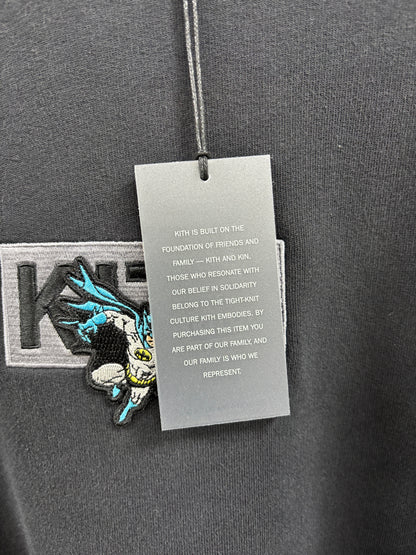 KITH IS BUILT ON THE
FOUNDATION OF FRIENDS AND
FAMILY — KITH AND KIN.
THOSE WHO RESONATE WITH
OUR BELIEF IN SOLIDARITY
BELONG TO THE TIGHT-KNIT
CULTURE KITH EMBODIES. BY
PURCHASING THIS ITEM YOU
ARE PART OF OUR FAMILY, AND
OUR FAMILY IS WHO WE
REPRESENT.